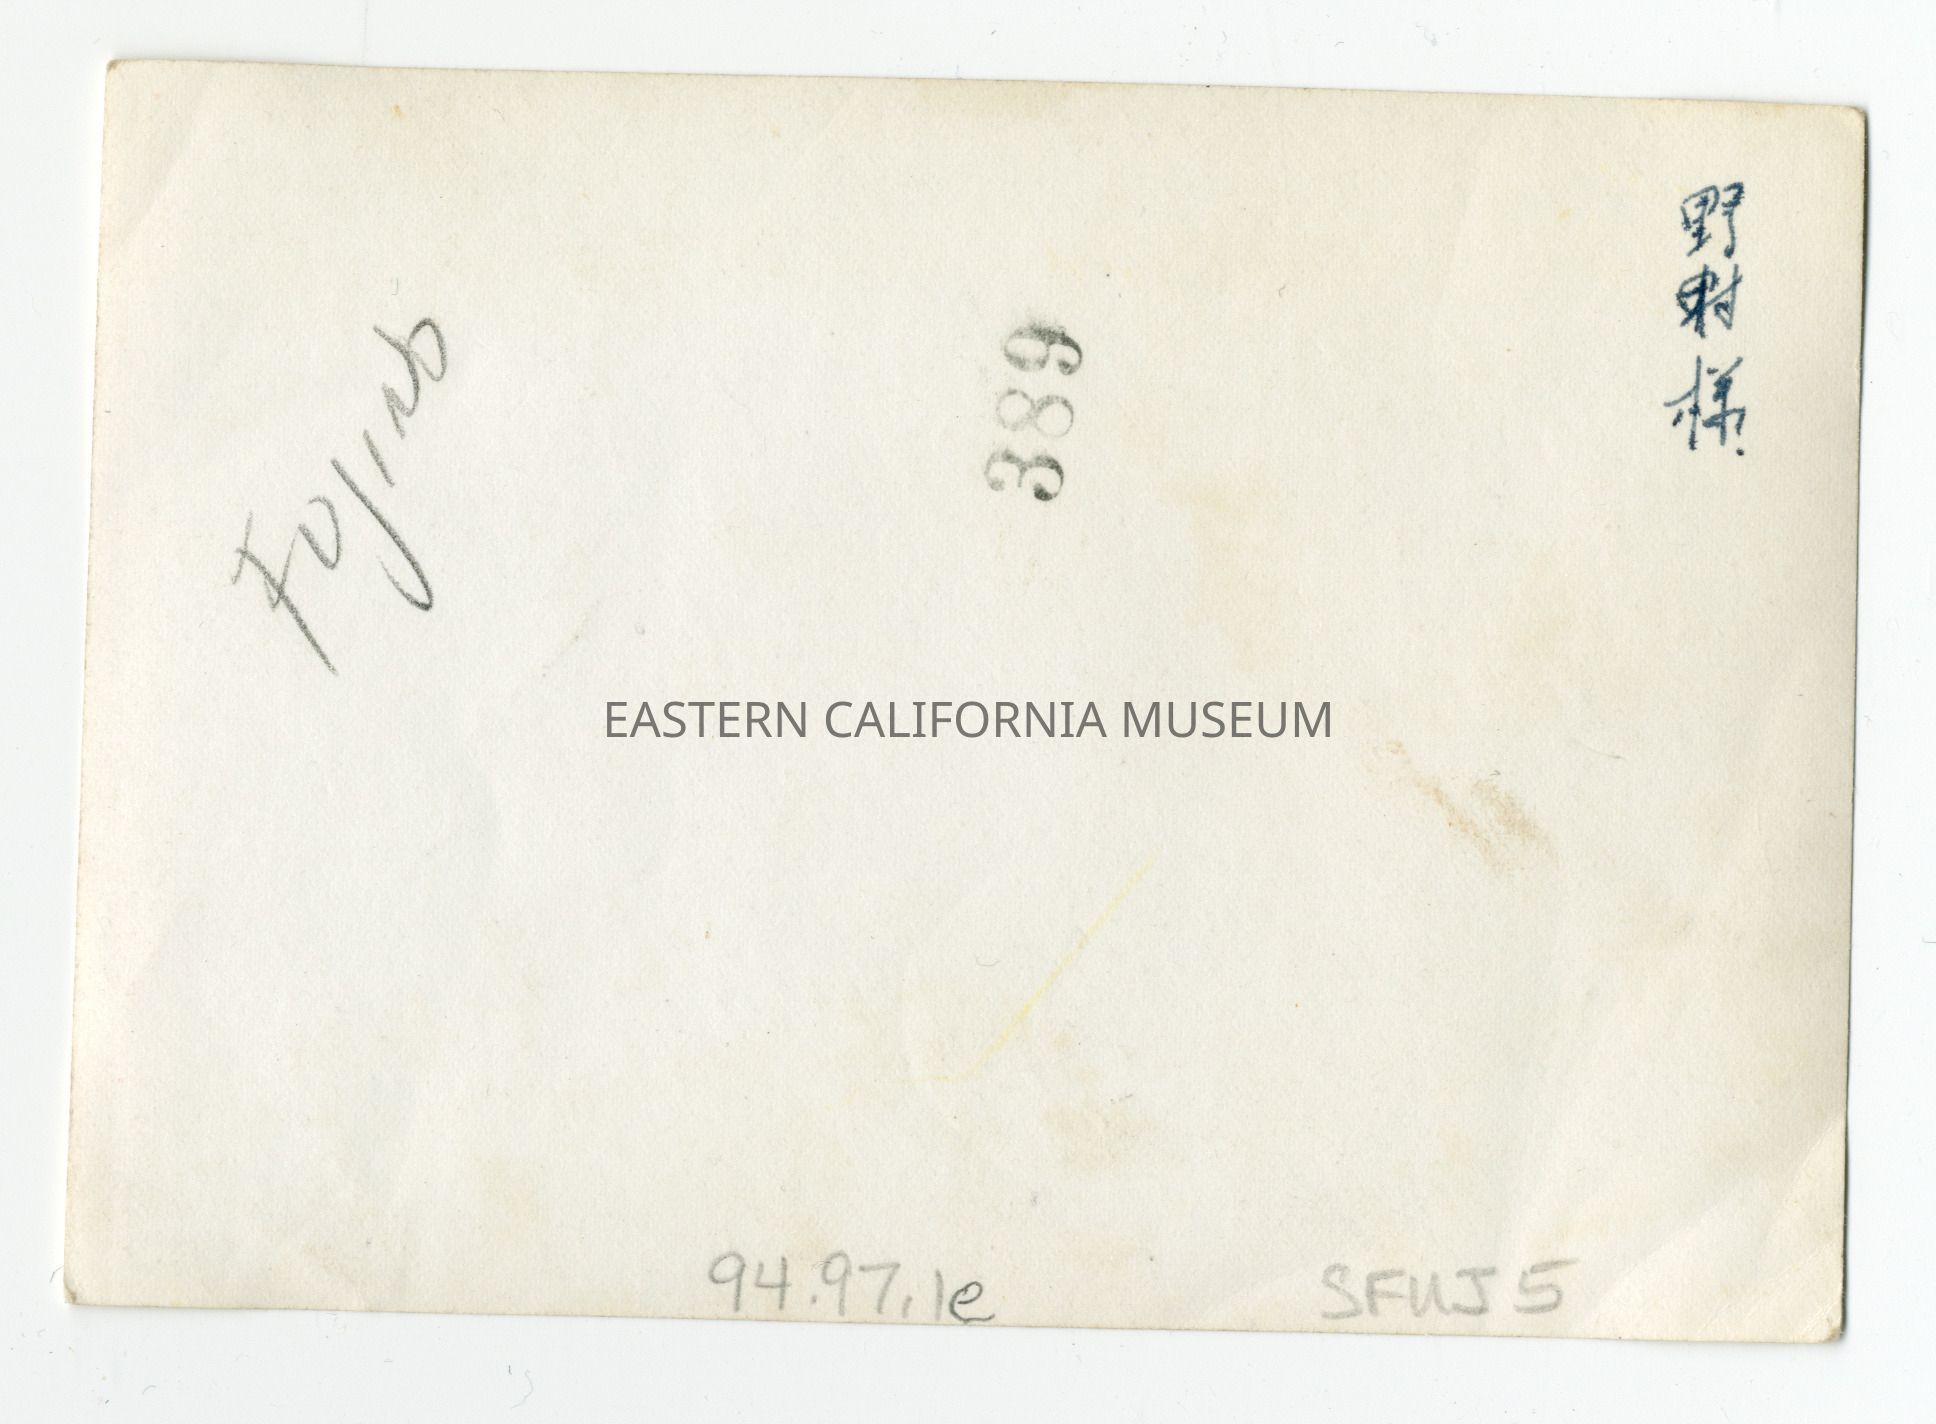 野村様
Fujino
389
EASTERN CALIFORNIA MUSEUM
94.97.1e
SFUJ5